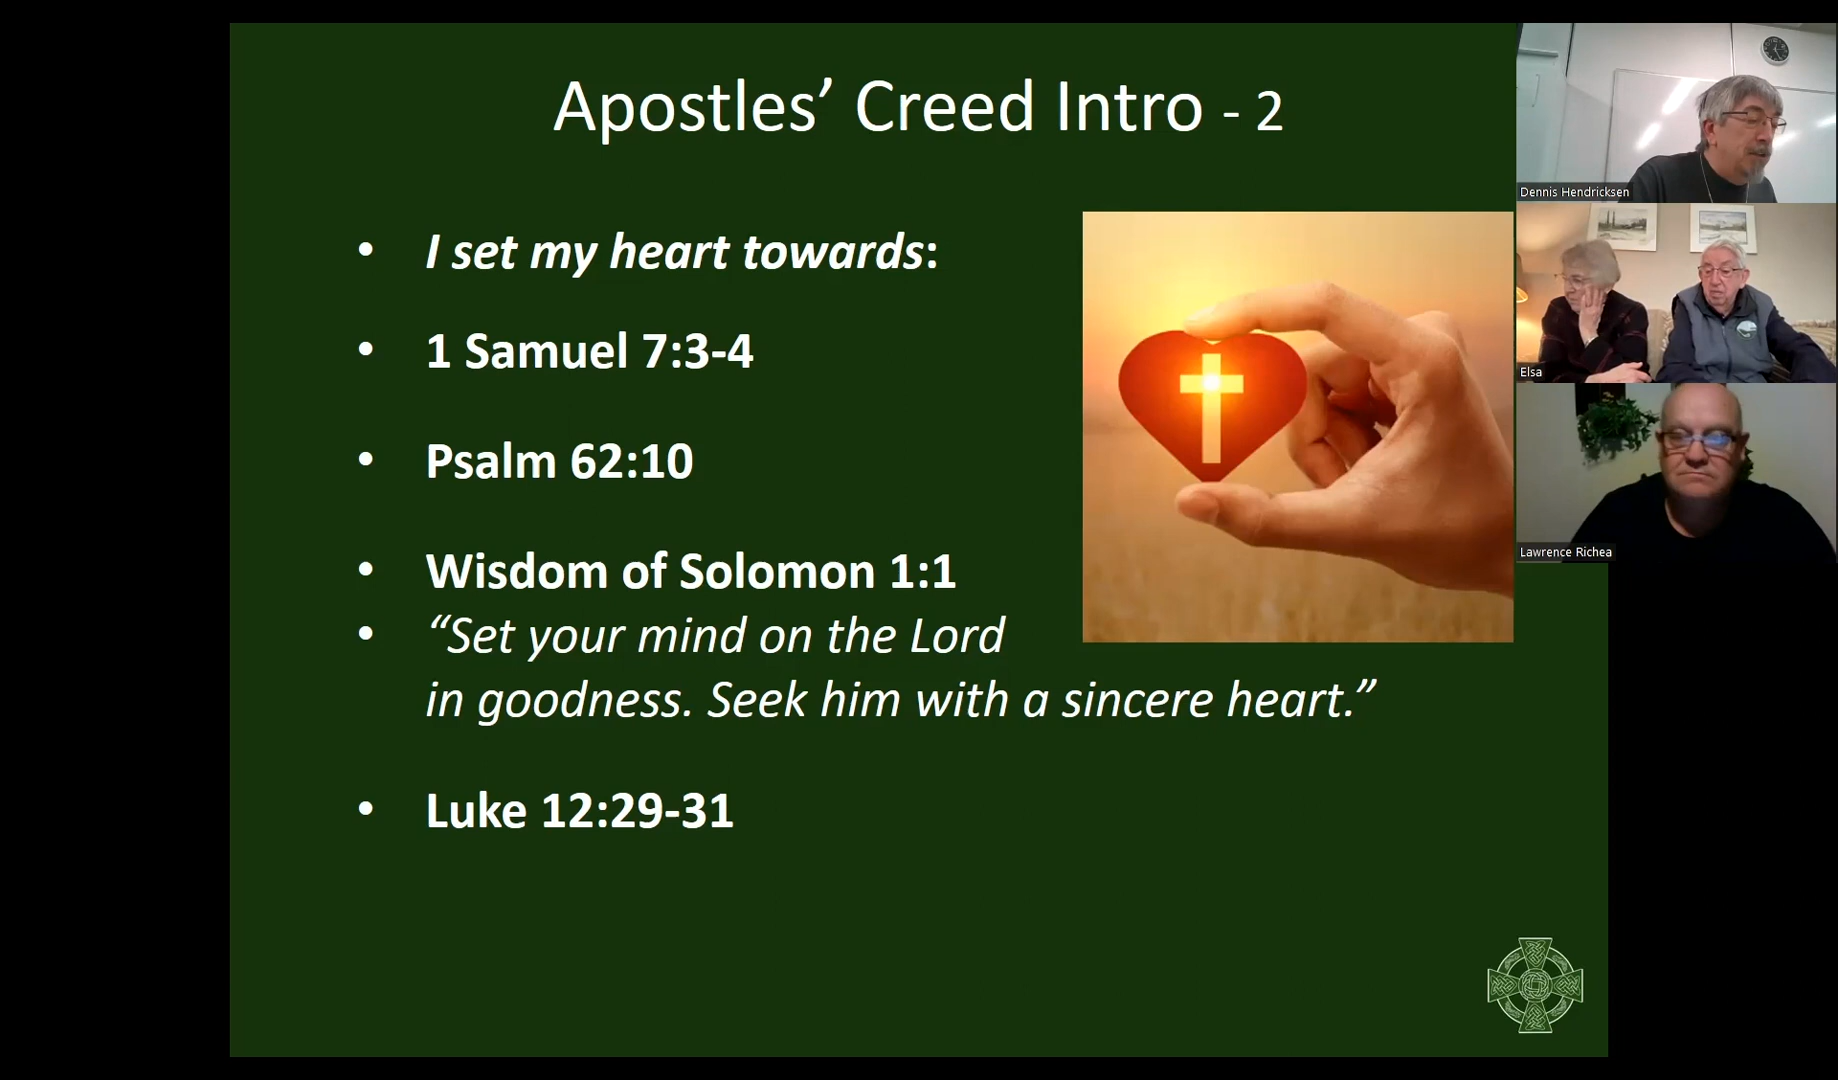 Apostles’ Creed Intro - 2
• I set my heart towards:
• 1 Samuel 7:3-4
• Psalm 62:10
• Wisdom of Solomon 1:1
• “Set your mind on the Lord
in goodness. Seek him with a sincere heart.”
• Luke 12:29-31
Dennis Hendricksen
Elsa
Lawrence Richea